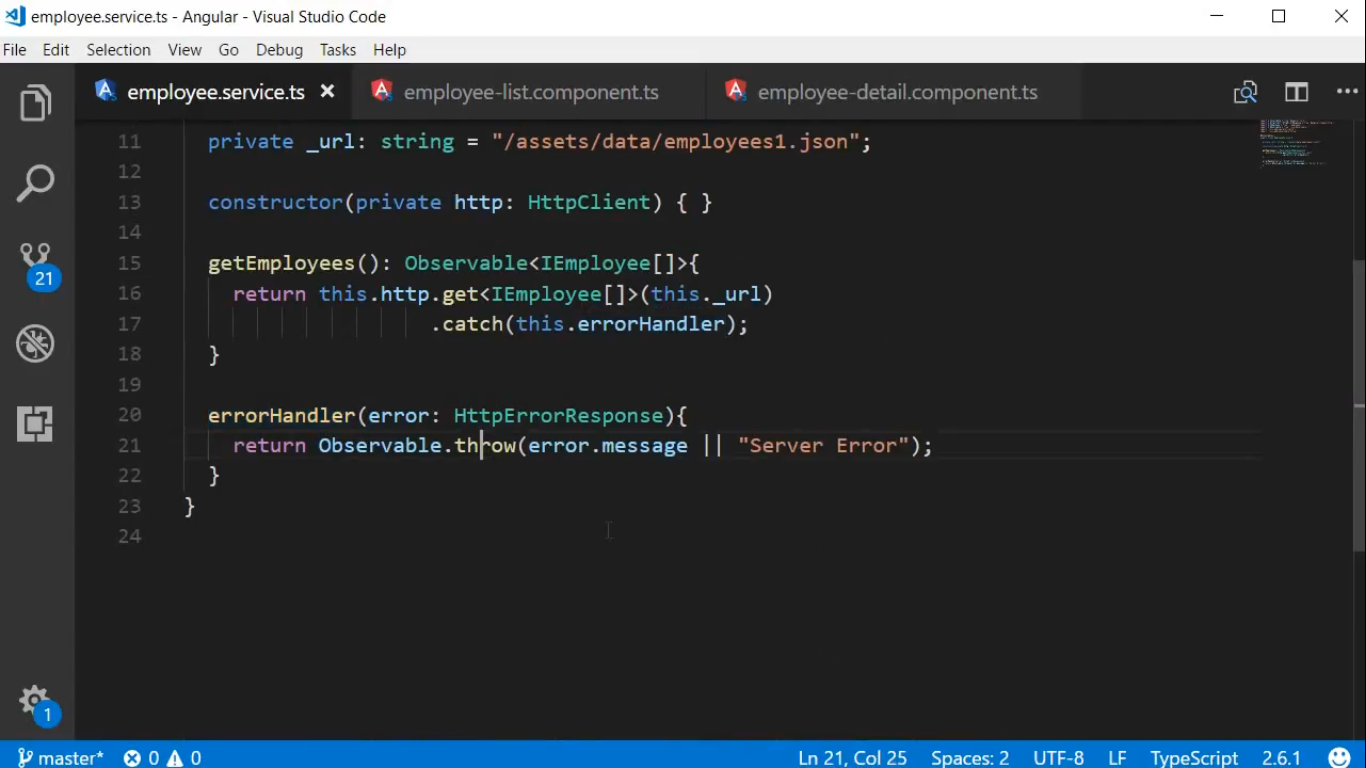 employee.service.ts - Angular - Visual Studio Code
File Edit Selection View Go Debug Tasks Help
employee.service.ts employee-list.component.ts employee-detail.component.ts
11 private _url: string = "/assets/data/employees1.json";
12
13 constructor(private http: HttpClient) { }
14
15 getEmployees(): Observable<IEmployee[]>{
16 return this.http.get<IEmployee[]>(this._url)
17 .catch(this.errorHandler);
18 }
19
20 errorHandler(error: HttpErrorResponse){
21 return Observable.throw(error.message || "Server Error");
22 }
23 }
24
21
1
master* 0 0 Ln 21, Col 25 Spaces: 2 UTF-8 LF TypeScript 2.6.1